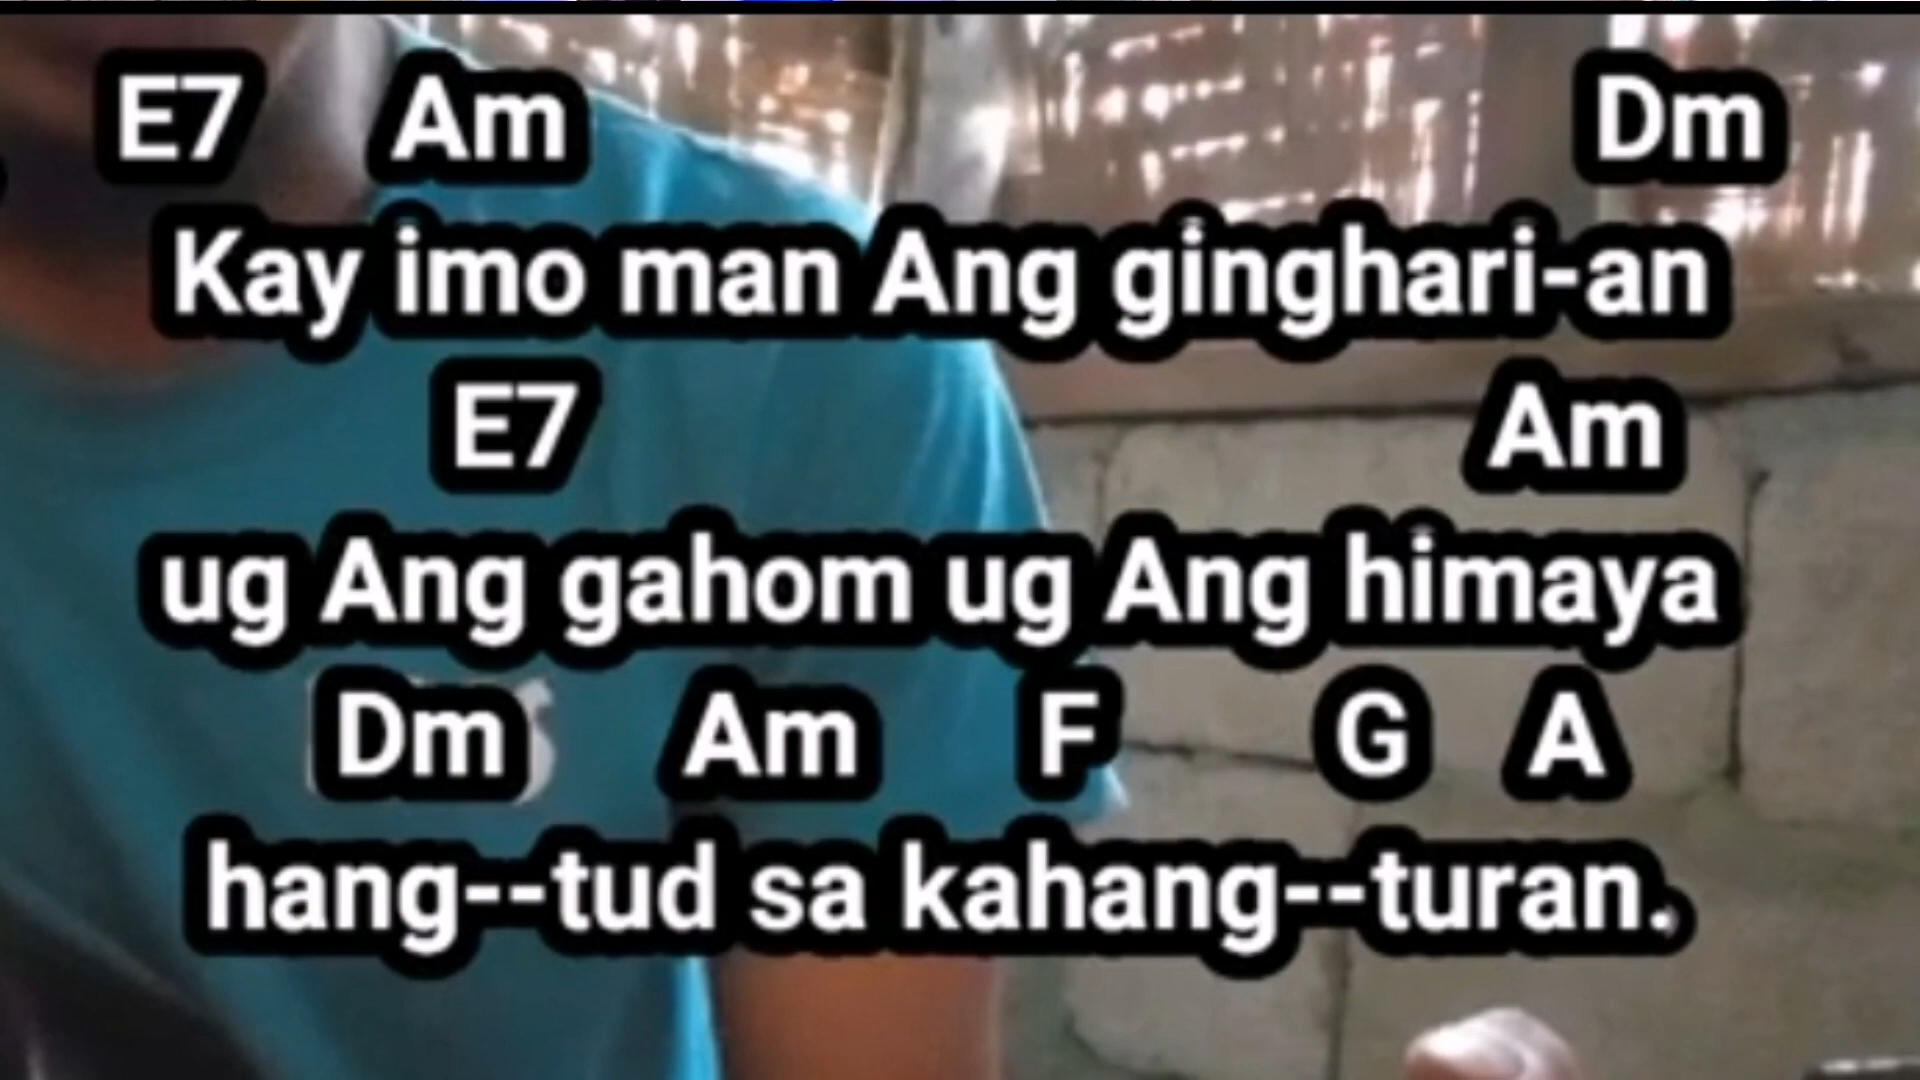 E7 Am Dm
Kay imo man Ang ginghari-an
E7 Am
ug Ang gahom ug Ang himaya
Dm Am F G A
hang--tud sa kahang--turan.